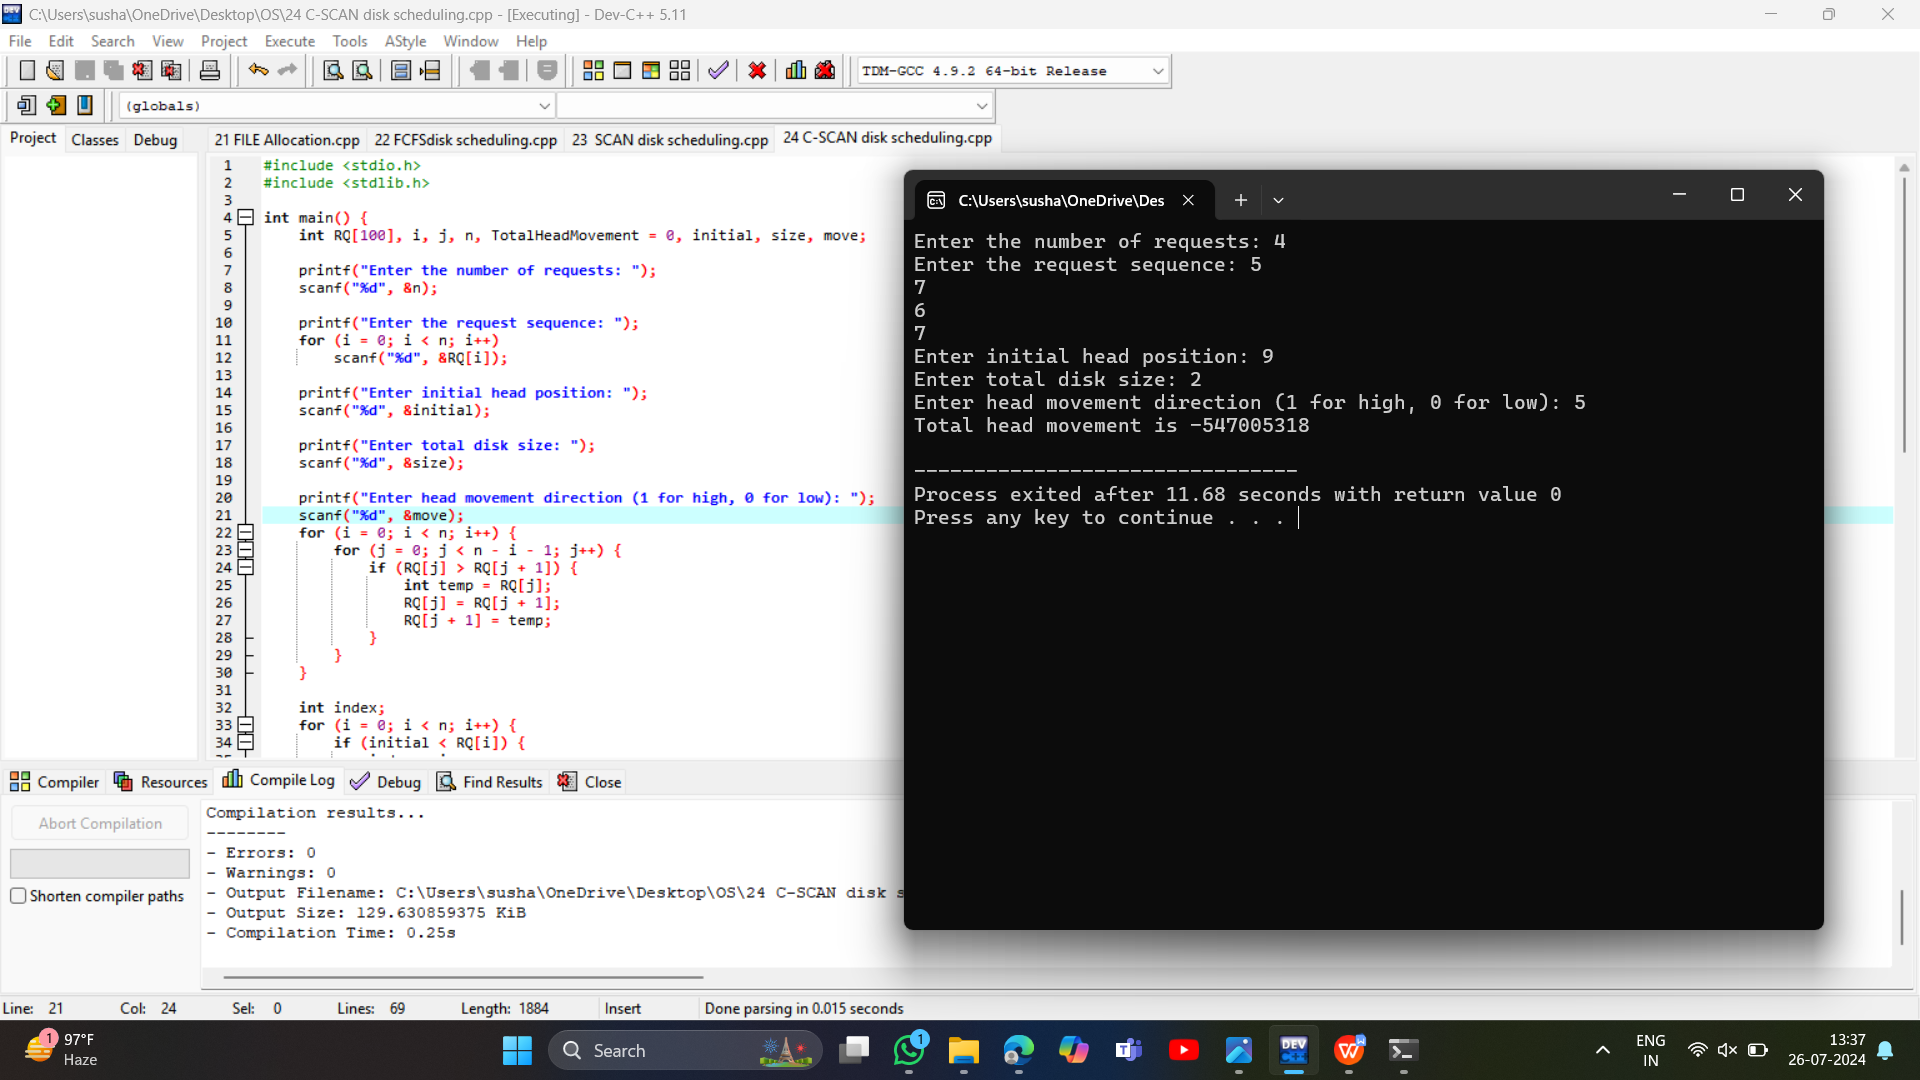 C:\Users\susha\OneDrive\Desktop\OS\24 C-SCAN disk scheduling.cpp - [Executing] - Dev-C++ 5.11
File Edit Search View Project Execute Tools AStyle Window Help
TDM-GCC 4.9.2 64-bit Release
(globals)
Project Classes Debug
21 FILE Allocation.cpp 22 FCFSdisk scheduling.cpp 23 SCAN disk scheduling.cpp 24 C-SCAN disk scheduling.cpp
1 #include <stdio.h>
2 #include <stdlib.h>
3
4 int main() {
5 int RQ[100], i, j, n, TotalHeadMovement = 0, initial, size, move;
6
7 printf("Enter the number of requests: ");
8 scanf("%d", &n);
9
10 printf("Enter the request sequence: ");
11 for (i = 0; i < n; i++)
12 scanf("%d", &RQ[i]);
13
14 printf("Enter initial head position: ");
15 scanf("%d", &initial);
16
17 printf("Enter total disk size: ");
18 scanf("%d", &size);
19
20 printf("Enter head movement direction (1 for high, 0 for low): ");
21 scanf("%d", &move);
22 for (i = 0; i < n; i++) {
23 for (j = 0; j < n - i - 1; j++) {
24 if (RQ[j] > RQ[j + 1]) {
25 int temp = RQ[j];
26 RQ[j] = RQ[j + 1];
27 RQ[j + 1] = temp;
28 }
29 }
30 }
31
32 int index;
33 for (i = 0; i < n; i++) {
34 if (initial < RQ[i]) {
C:\Users\susha\OneDrive\Des
Enter the number of requests: 4
Enter the request sequence: 5
7
6
7
Enter initial head position: 9
Enter total disk size: 2
Enter head movement direction (1 for high, 0 for low): 5
Total head movement is -547005318
--------------------------------
Process exited after 11.68 seconds with return value 0
Press any key to continue . . .
Compiler Resources Compile Log Debug Find Results Close
Abort Compilation
Shorten compiler paths
Compilation results...
--------
- Errors: 0
- Warnings: 0
- Output Filename: C:\Users\susha\OneDrive\Desktop\OS\24 C-SCAN disk s
- Output Size: 129.630859375 KiB
- Compilation Time: 0.25s
Line: 21 Col: 24 Sel: 0 Lines: 69 Length: 1884 Insert Done parsing in 0.015 seconds
1
97°F
Haze
Search
1
DEV
ENG
IN
13:37
26-07-2024